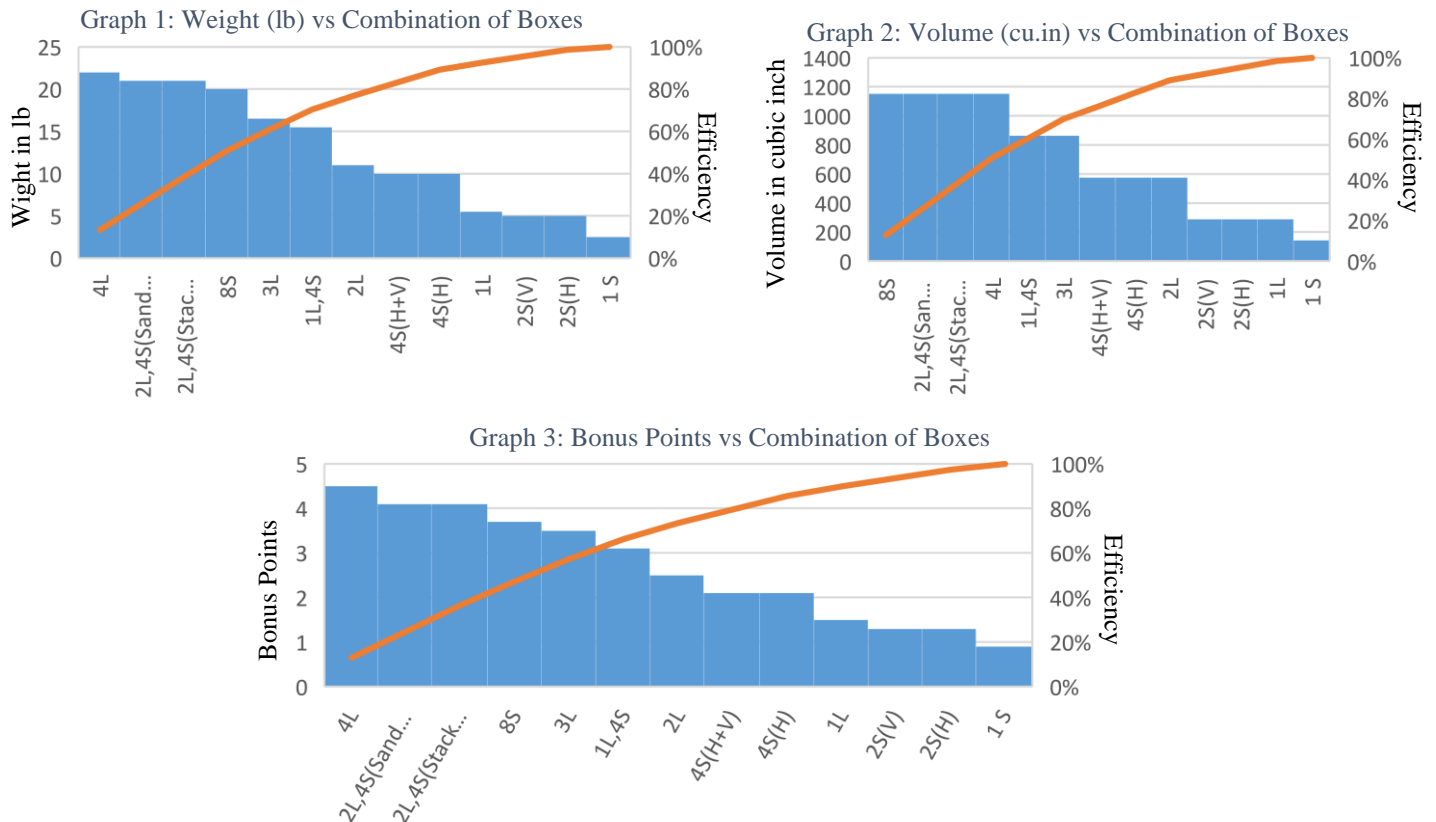 Graph 1: Weight (lb) vs Combination of Boxes
Wight in lb
25
20
15
10
5
0
100%
80%
60%
40%
20%
0%
Efficiency
4L
2L,4S(Sand...
2L,4S(Stac...
8S
3L
1L,4S
2L
4S(H+V)
4S(H)
1L
2S(V)
2S(H)
1 S
Graph 2: Volume (cu.in) vs Combination of Boxes
Volume in cubic inch
1400
1200
1000
800
600
400
200
0
100%
80%
60%
40%
20%
0%
Efficiency
8S
2L,4S(San...
2L,4S(Stac...
4L
1L,4S
3L
4S(H+V)
4S(H)
2L
2S(V)
2S(H)
1L
1 S
Graph 3: Bonus Points vs Combination of Boxes
Bonus Points
5
4
3
2
1
0
100%
80%
60%
40%
20%
0%
Efficiency
4L
2L,4S(Sand...
2L,4S(Stack...
8S
3L
1L,4S
2L
4S(H+V)
4S(H)
1L
2S(V)
2S(H)
1 S